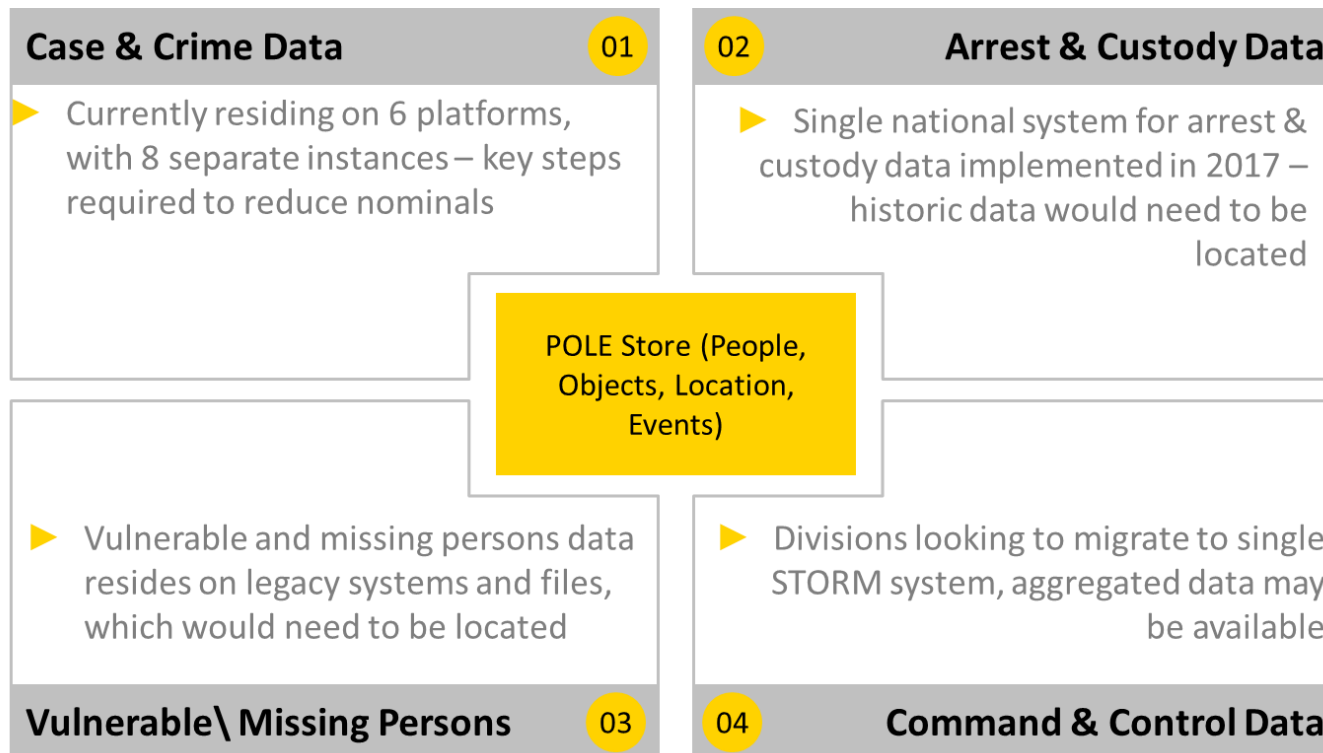 Case & Crime Data
01
Currently residing on 6 platforms,
with 8 separate instances – key steps
required to reduce nominals
02
Arrest & Custody Data
Single national system for arrest &
custody data implemented in 2017 –
historic data would need to be
located
POLE Store (People,
Objects, Location,
Events)
Vulnerable and missing persons data
resides on legacy systems and files,
which would need to be located
Vulnerable\ Missing Persons
03
Divisions looking to migrate to single
STORM system, aggregated data may
be available
04
Command & Control Data